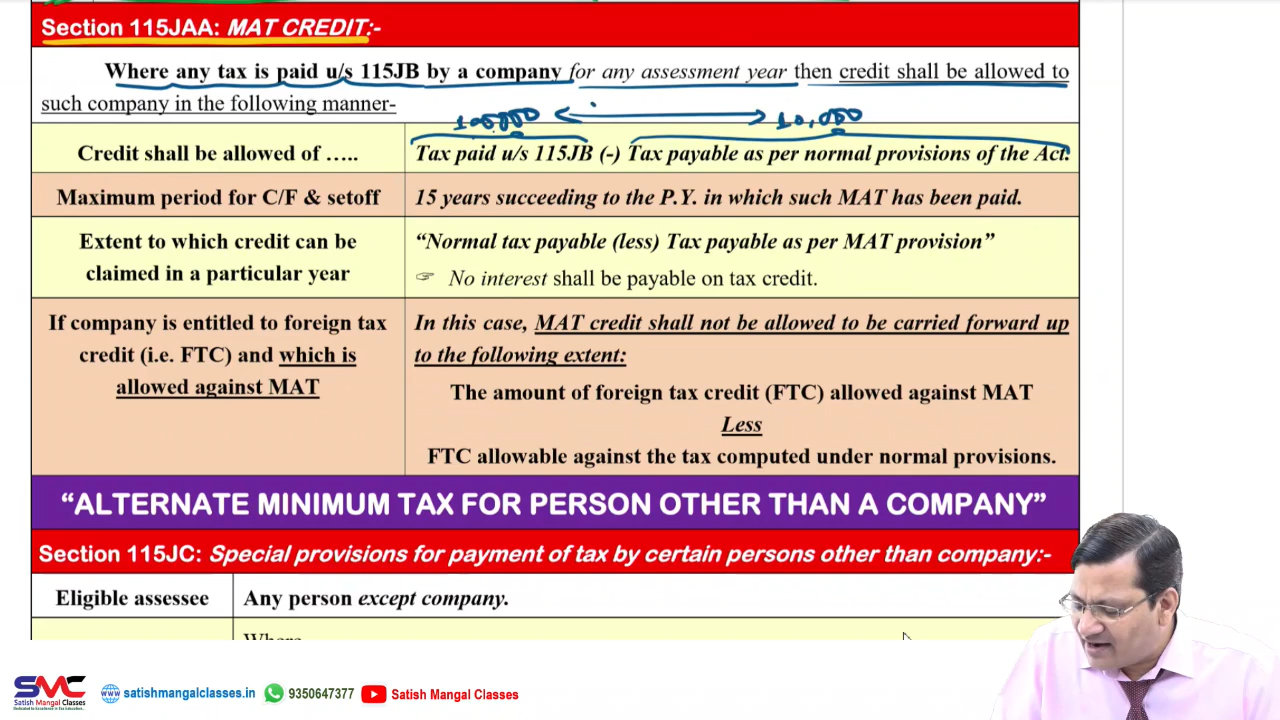 Section 115JAA: MAT CREDIT:-
Where any tax is paid u/s 115JB by a company for any assessment year then credit shall be allowed to
such company in the following manner-
100,000 10,000
Credit shall be allowed of ….. Tax paid u/s 115JB (-) Tax payable as per normal provisions of the Act.
Maximum period for C/F & setoff 15 years succeeding to the P.Y. in which such MAT has been paid.
Extent to which credit can be
claimed in a particular year
“Normal tax payable (less) Tax payable as per MAT provision”
☞ No interest shall be payable on tax credit.
If company is entitled to foreign tax
credit (i.e. FTC) and which is
allowed against MAT
In this case, MAT credit shall not be allowed to be carried forward up
to the following extent:
The amount of foreign tax credit (FTC) allowed against MAT
Less
FTC allowable against the tax computed under normal provisions.
“ALTERNATE MINIMUM TAX FOR PERSON OTHER THAN A COMPANY”
Section 115JC: Special provisions for payment of tax by certain persons other than company:-
Eligible assessee Any person except company.
Where
SMC
Satish Mangal Classes
satishmangalclasses.in 9350647377 Satish Mangal Classes